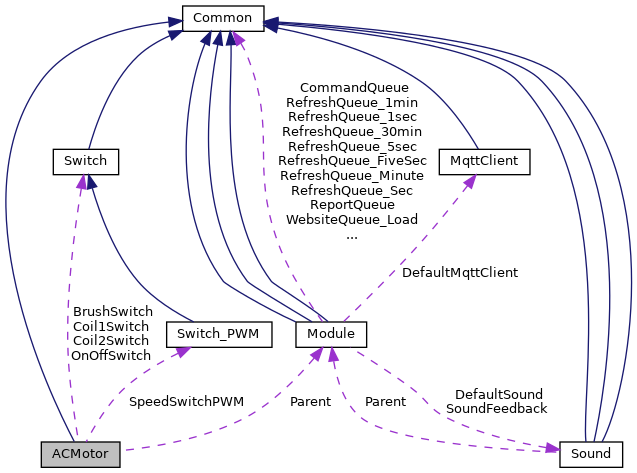 Common
CommandQueue
RefreshQueue_1min
RefreshQueue_1sec
RefreshQueue_30min
RefreshQueue_5sec
RefreshQueue_FiveSec
RefreshQueue_Minute
RefreshQueue_Sec
ReportQueue
WebsiteQueue_Load
...
Switch
MqttClient
DefaultMqttClient
BrushSwitch
Coil1Switch
Coil2Switch
OnOffSwitch
Switch_PWM
Module
SpeedSwitchPWM
Parent
Parent
DefaultSound
SoundFeedback
ACMotor
Sound